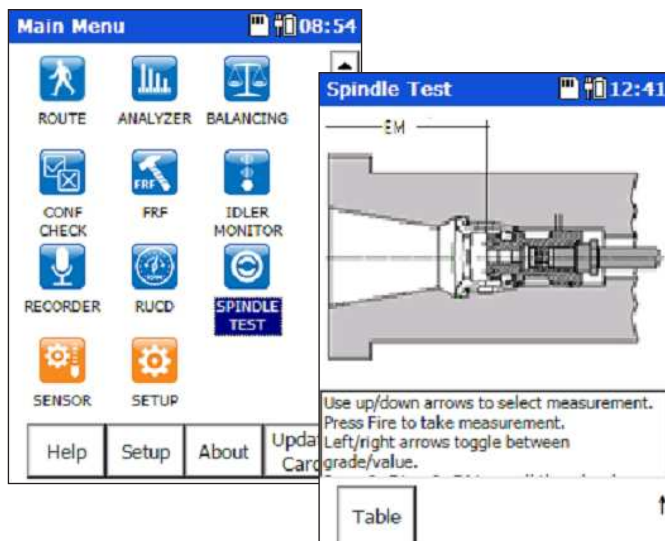 Main Menu 08:54
ROUTE ANALYZER BALANCING
CONF CHECK FRF IDLER MONITOR
FRF
RECORDER RUCD SPINDLE TEST
SENSOR SETUP
Help Setup About
Spindle Test 12:41
EM
Use up/down arrows to select measurement.
Press Fire to take measurement.
Left/right arrows toggle between
grade/value.
Table